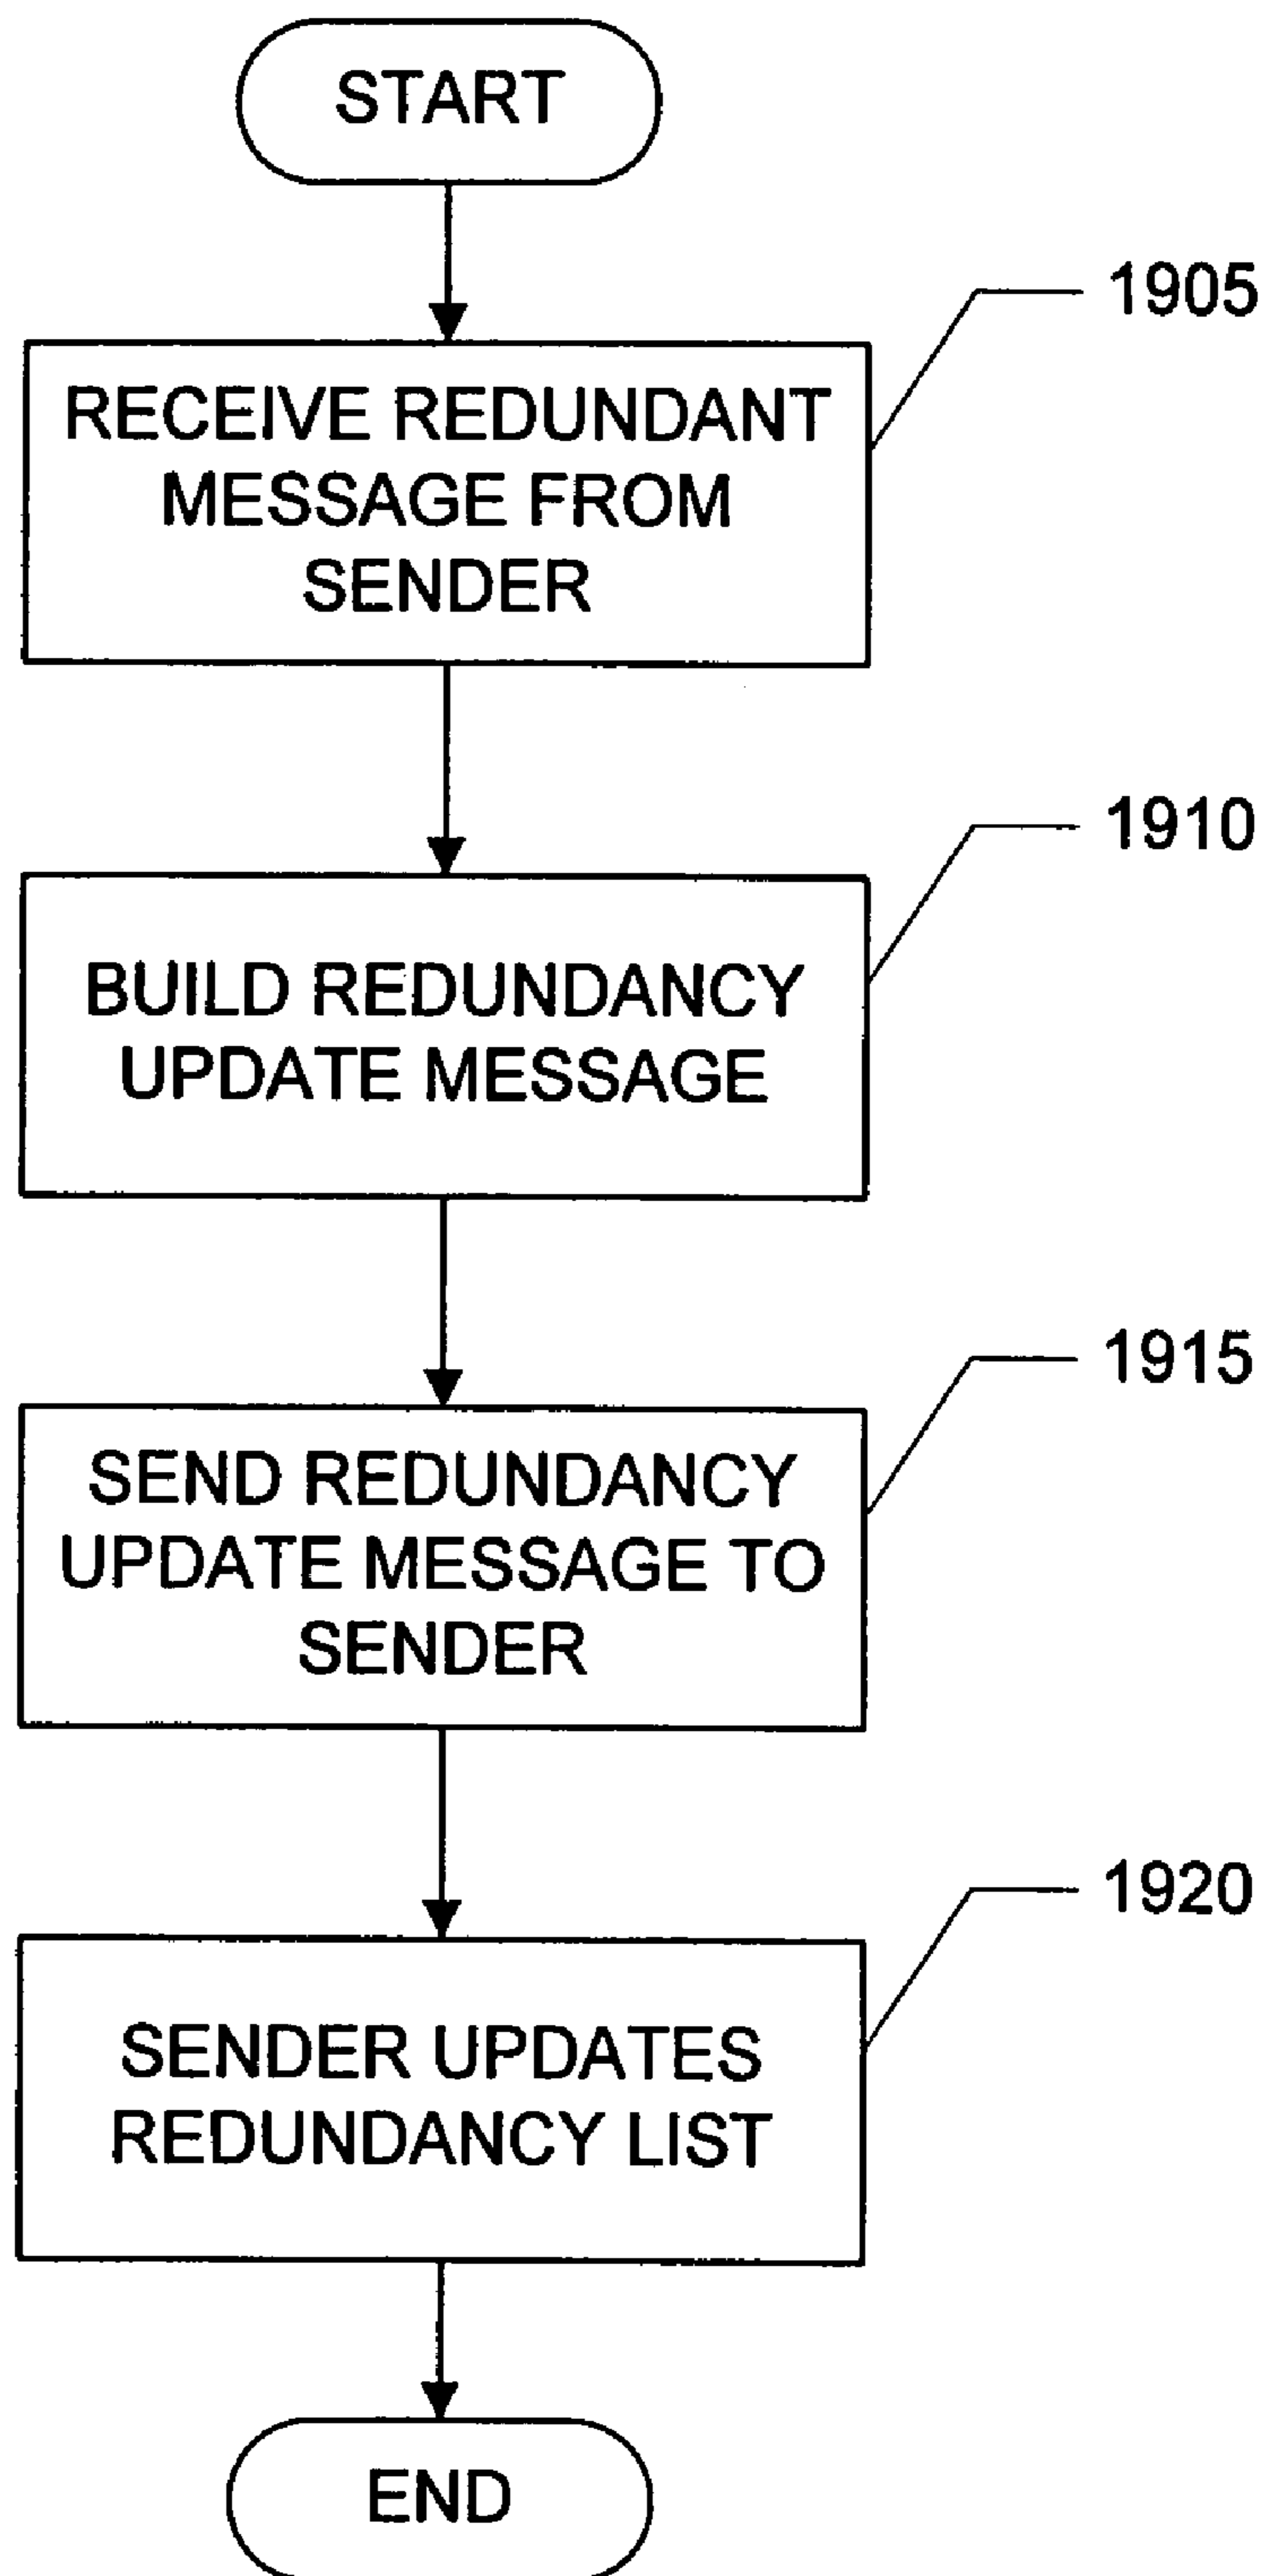 START
1905
RECEIVE REDUNDANT
MESSAGE FROM
SENDER
1910
BUILD REDUNDANCY
UPDATE MESSAGE
1915
SEND REDUNDANCY
UPDATE MESSAGE TO
SENDER
1920
SENDER UPDATES
REDUNDANCY LIST
END